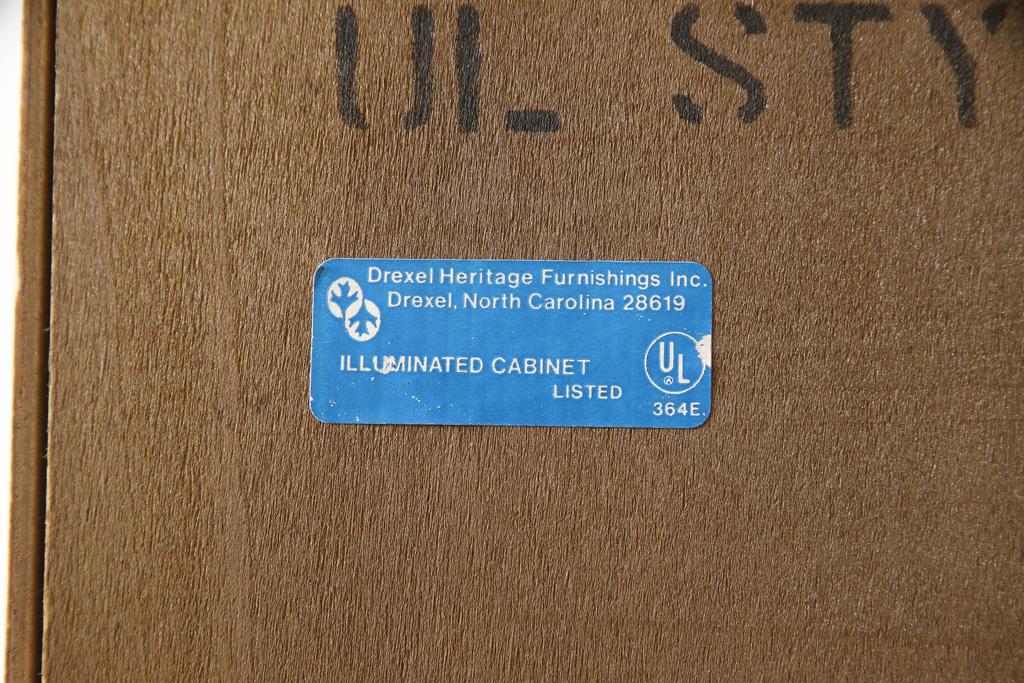 UL STY
Drexel Heritage Furnishings Inc.
Drexel, North Carolina 28619
ILLUMINATED CABINET
LISTED
UL
364E.